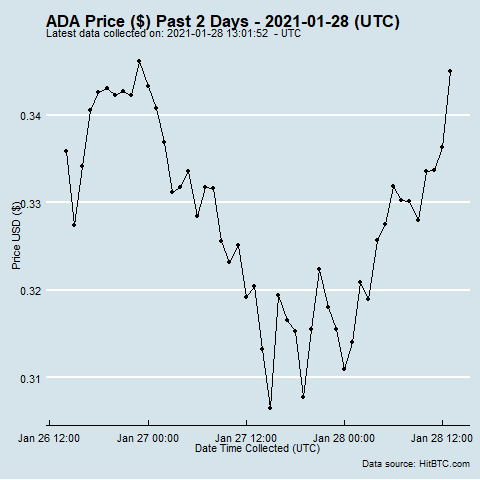 ADA Price ($) Past 2 Days - 2021-01-28 (UTC)
Latest data collected on: 2021-01-28 13:01:52 - UTC
0.34
0.33
0.32
0.31
Price USD ($)
Jan 26 12:00 Jan 27 00:00 Jan 27 12:00 Jan 28 00:00 Jan 28 12:00
Date Time Collected (UTC)
Data source: HitBTC.com